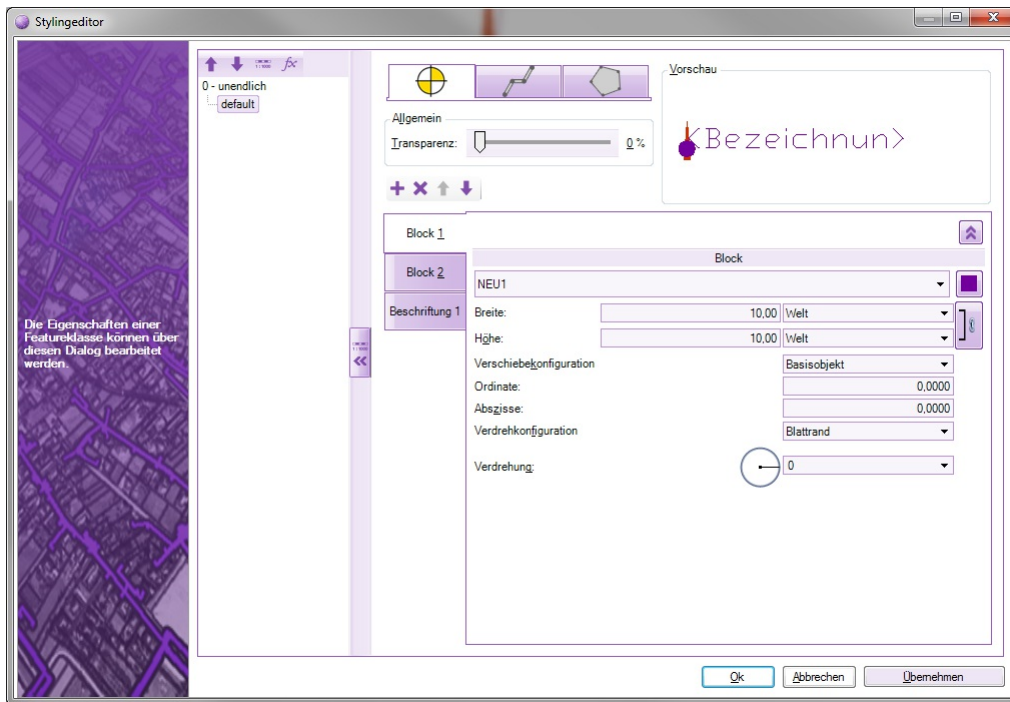 Stylingeditor
0 - unendlich
default
Die Eigenschaften einer
Featureklasse können über
diesen Dialog bearbeitet
werden.
Allgemein
Transparenz:
0 %
Vorschau
<Bezeichnun>
Block 1
Block 2
Beschriftung 1
Block
NEU1
Breite:
10,00 Welt
Höhe:
10,00 Welt
Verschiebekonfiguration
Basisobjekt
Ordinate:
0,0000
Abszisse:
0,0000
Verdrehkonfiguration
Blattrand
Verdrehung:
0
Ok
Abbrechen
Übernehmen